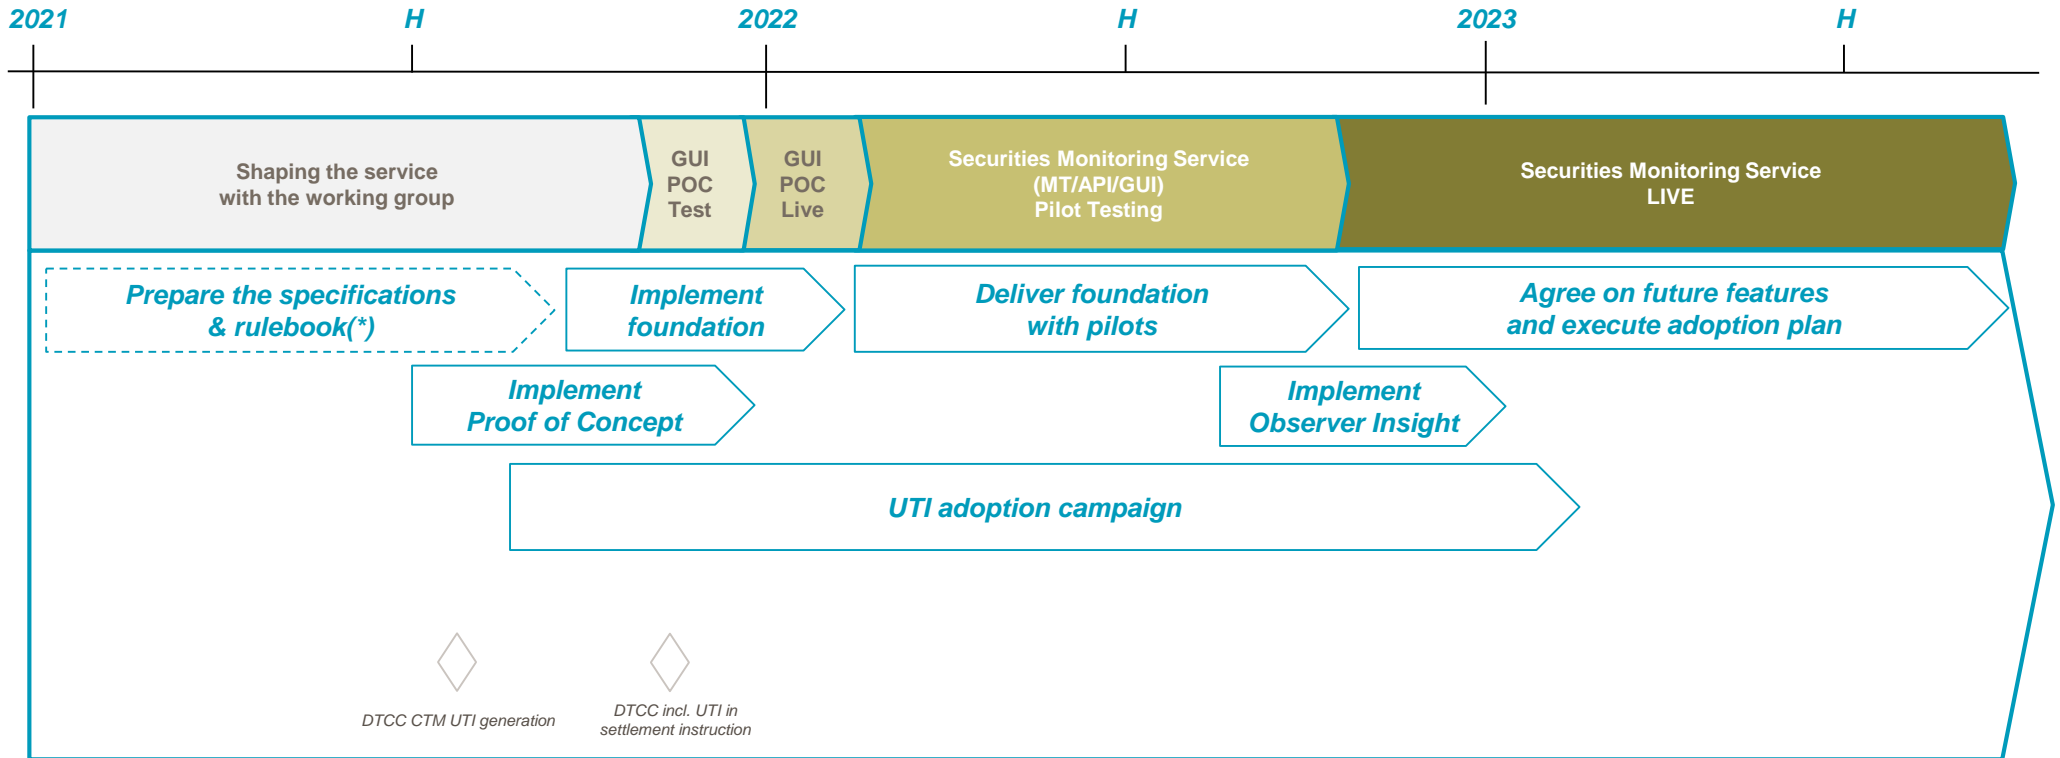 2021
H
2022
H
2023
H
Shaping the service
with the working group
GUI
POC
Test
GUI
POC
Live
Securities Monitoring Service
(MT/API/GUI)
Pilot Testing
Securities Monitoring Service
LIVE
Prepare the specifications
& rulebook(*)
Implement
foundation
Deliver foundation
with pilots
Agree on future features
and execute adoption plan
Implement
Proof of Concept
Implement
Observer Insight
UTI adoption campaign
DTCC CTM UTI generation
DTCC incl. UTI in
settlement instruction